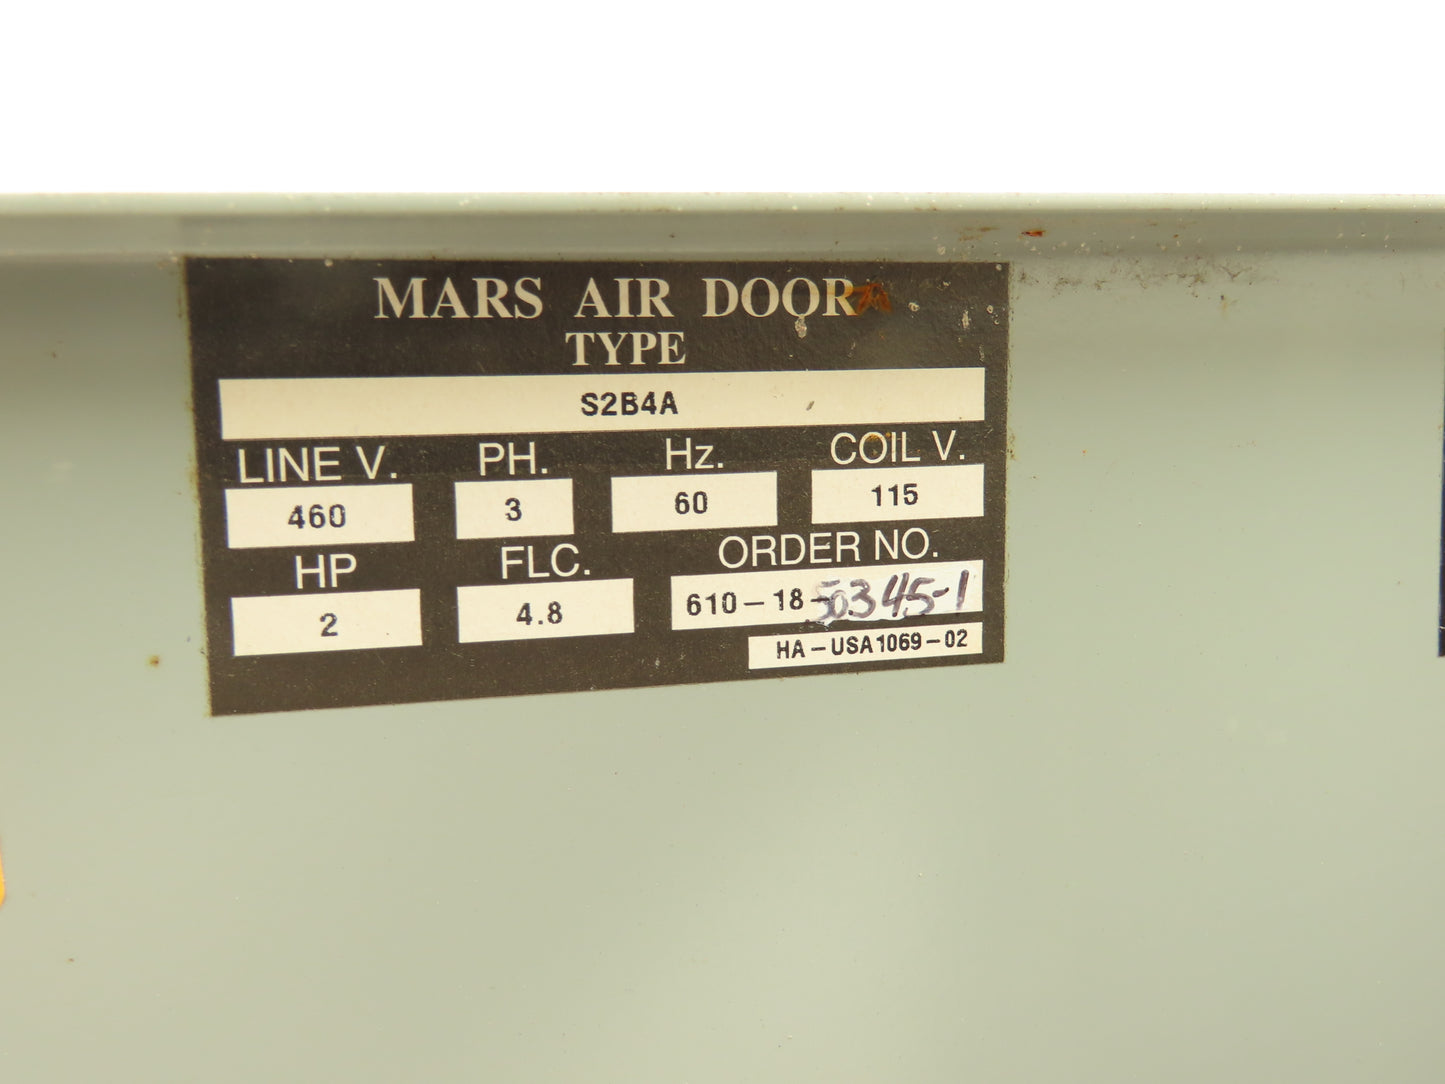 MARS AIR DOOR
TYPE
S2B4A
LINE V. PH. Hz. COIL V.
460 3 60 115
HP FLC. ORDER NO.
2 4.8 610-18-50345-1
HA-USA1069-02